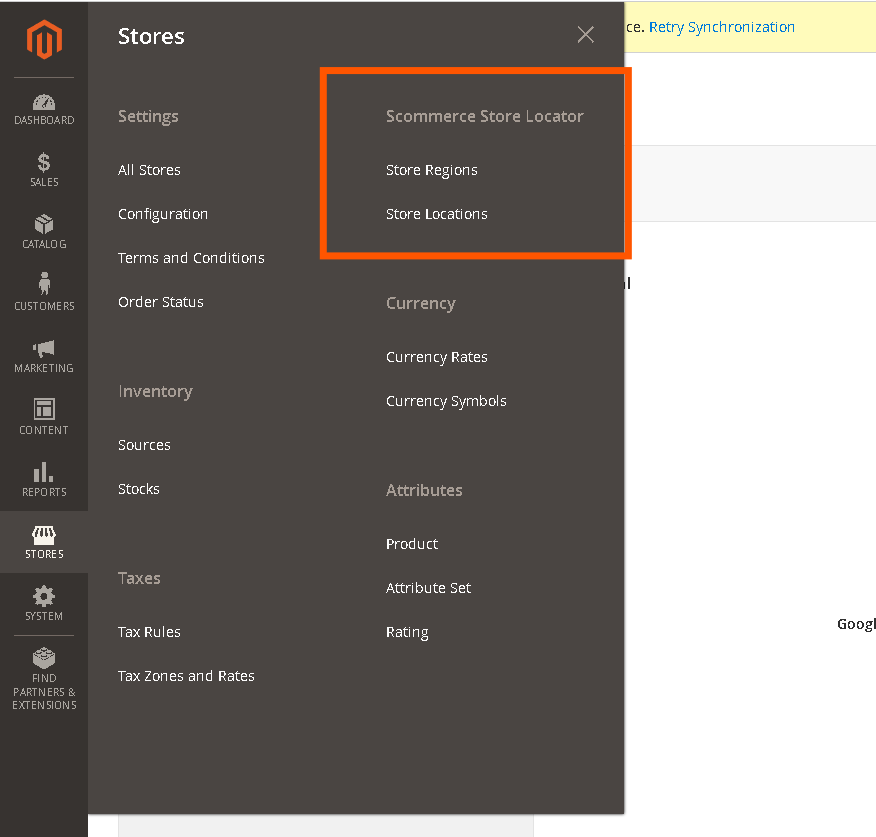 Stores
ce. Retry Synchronization
DASHBOARD
SALES
CATALOG
CUSTOMERS
MARKETING
CONTENT
REPORTS
STORES
SYSTEM
FIND
PARTNERS &
EXTENSIONS
Settings
All Stores
Configuration
Terms and Conditions
Order Status
Inventory
Sources
Stocks
Taxes
Tax Rules
Tax Zones and Rates
Scommerce Store Locator
Store Regions
Store Locations
Currency
Currency Rates
Currency Symbols
Attributes
Product
Attribute Set
Rating
Googl